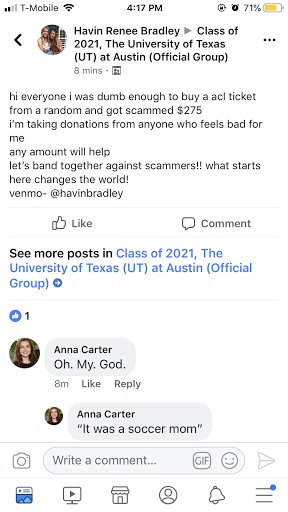 T-Mobile 4:17 PM 71%
Havin Renee Bradley ▶ Class of
2021, The University of Texas
(UT) at Austin (Official Group)
8 mins ·
hi everyone i was dumb enough to buy a acl ticket
from a random and got scammed $275
i'm taking donations from anyone who feels bad for
me
any amount will help
let's band together against scammers!! what starts
here changes the world!
venmo- @havinbradley
Like Comment
See more posts in Class of 2021, The
University of Texas (UT) at Austin (Official
Group)
1
Anna Carter
Oh. My. God.
8m Like Reply
Anna Carter
“It was a soccer mom”
Write a comment... GIF